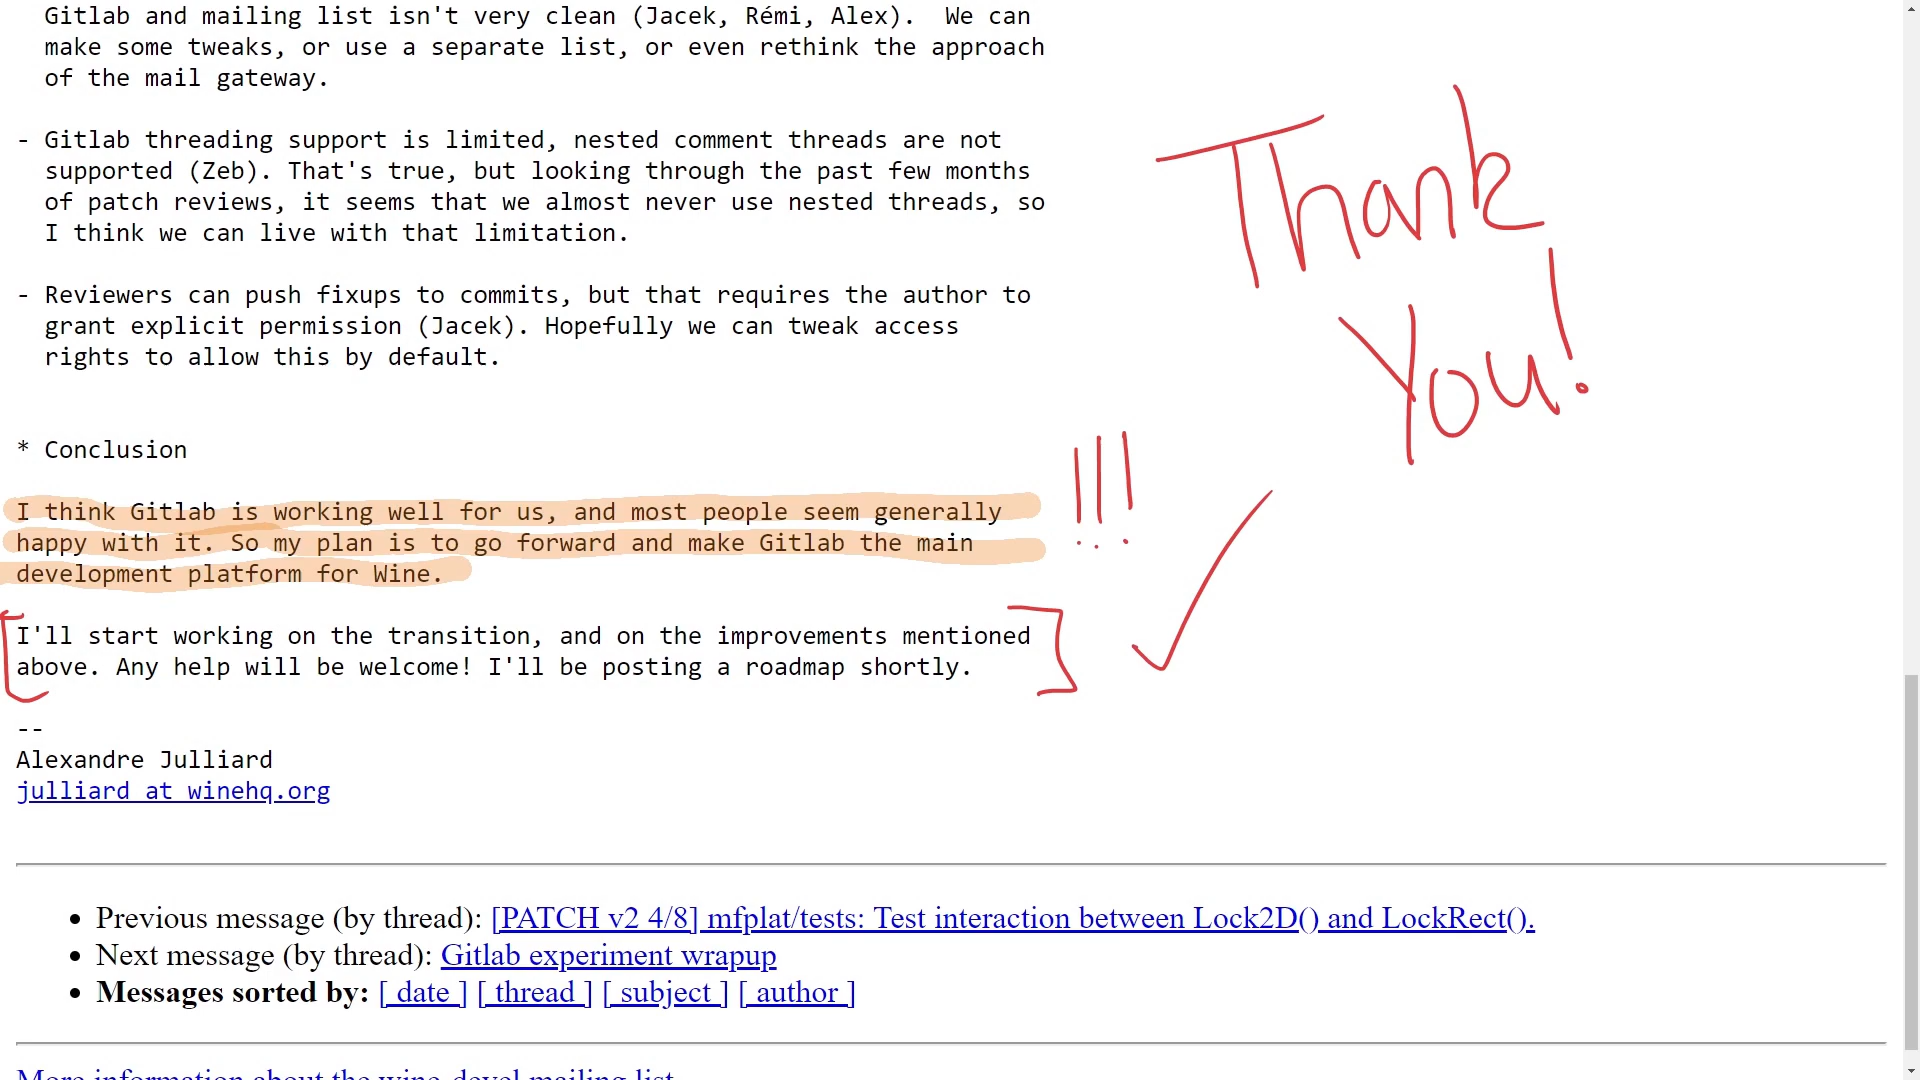 Gitlab and mailing list isn't very clean (Jacek, Rémi, Alex).  We can
make some tweaks, or use a separate list, or even rethink the approach
of the mail gateway.
- Gitlab threading support is limited, nested comment threads are not
supported (Zeb). That's true, but looking through the past few months
of patch reviews, it seems that we almost never use nested threads, so
I think we can live with that limitation.
- Reviewers can push fixups to commits, but that requires the author to
grant explicit permission (Jacek). Hopefully we can tweak access
rights to allow this by default.
Thank
You!
* Conclusion
I think Gitlab is working well for us, and most people seem generally
happy with it. So my plan is to go forward and make Gitlab the main
development platform for Wine.
!!!
I'll start working on the transition, and on the improvements mentioned
above. Any help will be welcome! I'll be posting a roadmap shortly.
--
Alexandre Julliard
julliard at winehq.org
• Previous message (by thread): [PATCH v2 4/8] mfplat/tests: Test interaction between Lock2D() and LockRect().
• Next message (by thread): Gitlab experiment wrapup
• Messages sorted by: [ date ] [ thread ] [ subject ] [ author ]
More information about the wine-devel mailing list